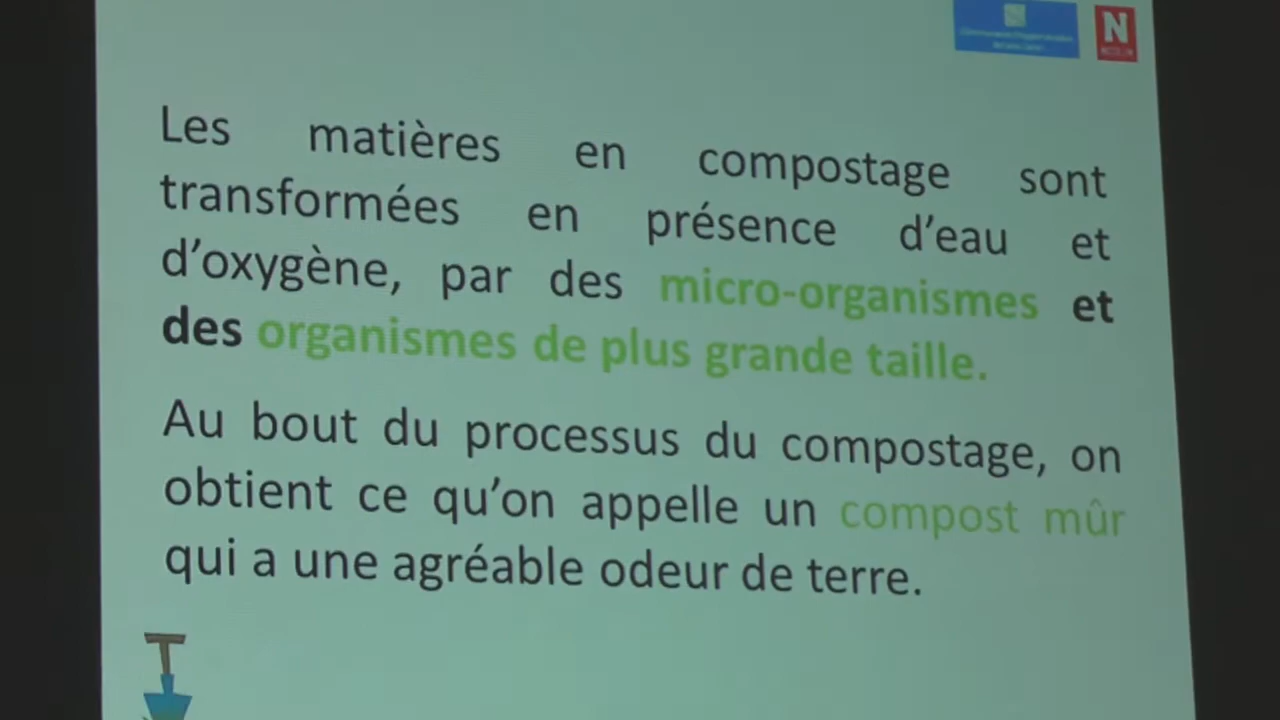 N
Les matières en compostage sont
transformées en présence d'eau et
d'oxygène, par des micro-organismes et
des organismes de plus grande taille.
Au bout du processus du compostage, on
obtient ce qu'on appelle un compost mûr
qui a une agréable odeur de terre.